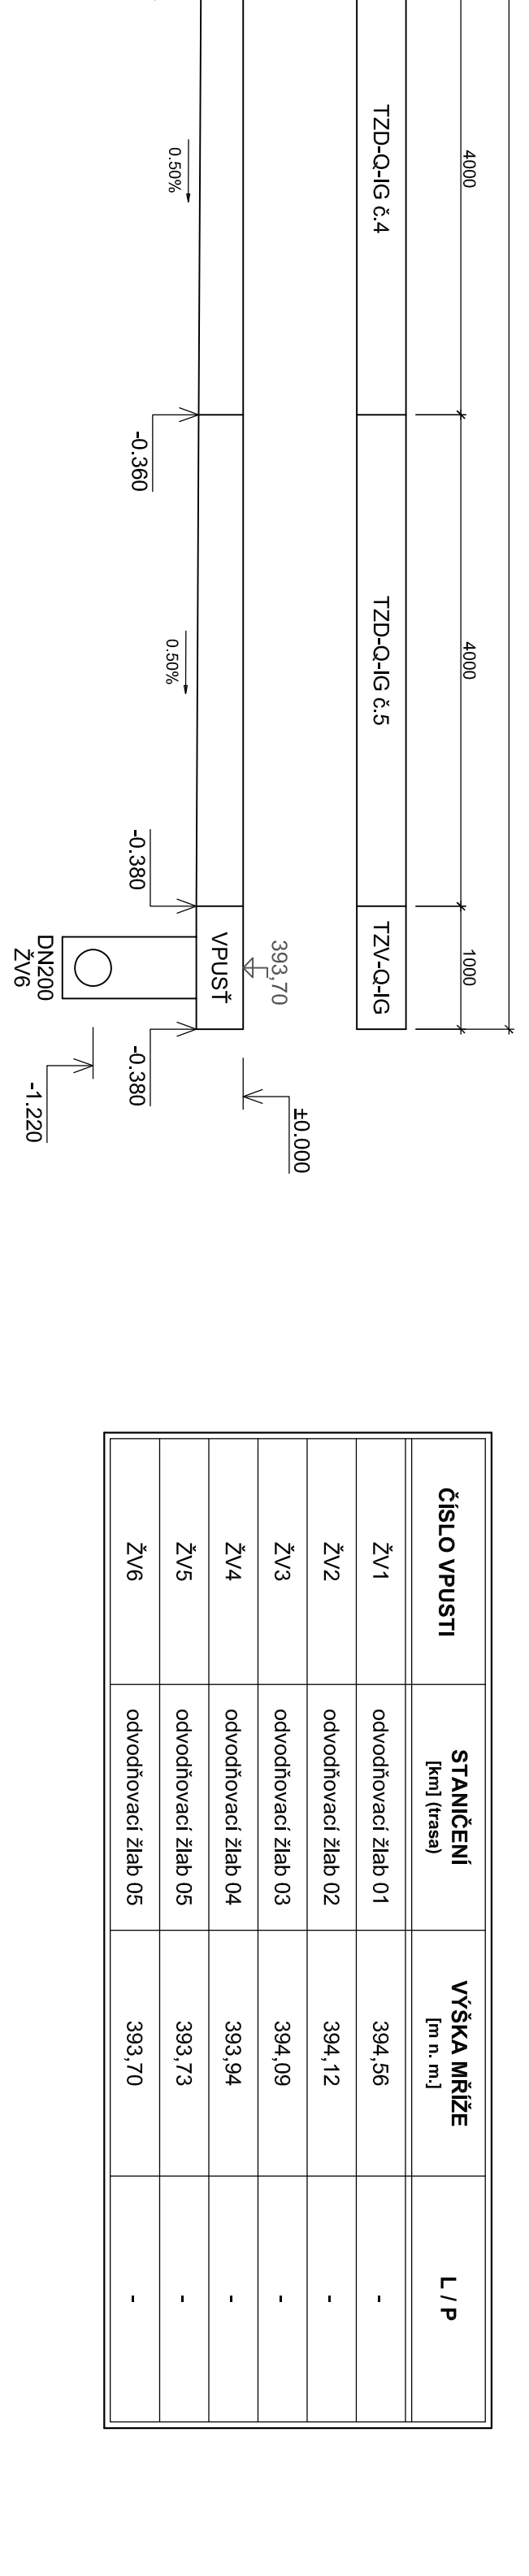 4000
4000
1000
TZD-Q-IG č.4
TZD-Q-IG č.5
TZV-Q-IG
393,70
±0.000
VPUSŤ
0.50%
0.50%
-0.360
-0.380
-0.380
-1.220
DN200
ŽV6
ČÍSLO VPUSTI
STANIČENÍ
[km] (trasa)
VÝŠKA MŘÍŽE
[m n. m.]
L / P
ŽV1 odvodňovací žlab 01 394,56 -
ŽV2 odvodňovací žlab 02 394,12 -
ŽV3 odvodňovací žlab 03 394,09 -
ŽV4 odvodňovací žlab 04 393,94 -
ŽV5 odvodňovací žlab 05 393,73 -
ŽV6 odvodňovací žlab 05 393,70 -